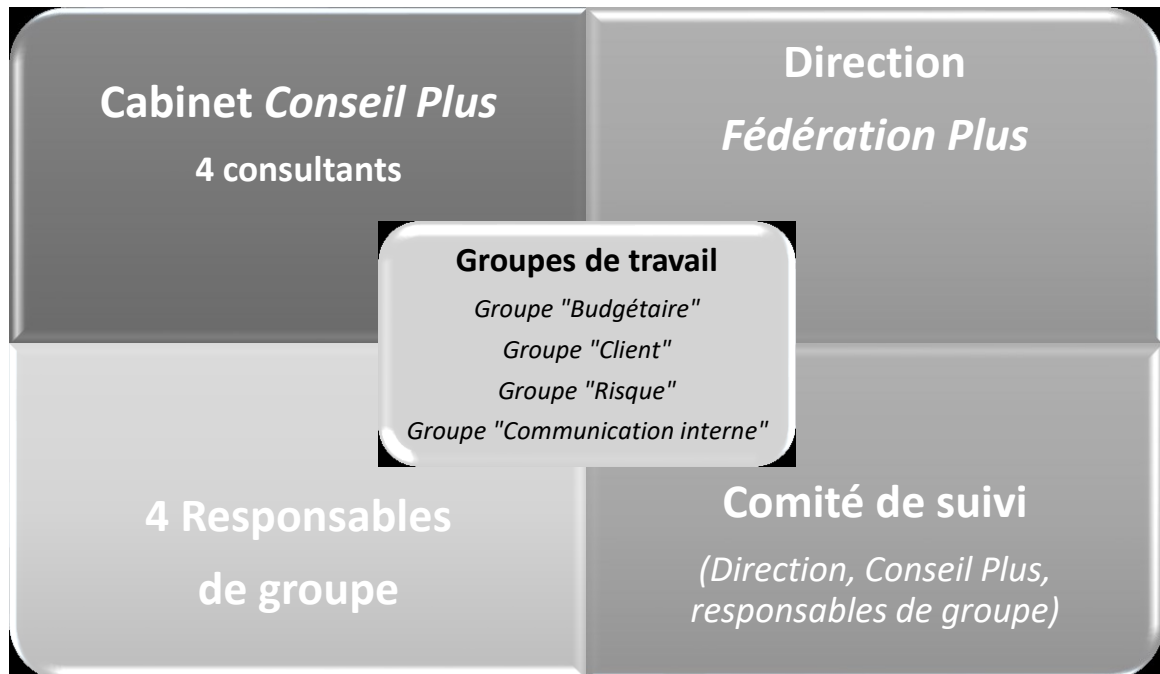 Cabinet Conseil Plus
4 consultants
Direction
Fédération Plus
Groupes de travail
Groupe "Budgétaire"
Groupe "Client"
Groupe "Risque"
Groupe "Communication interne"
4 Responsables
de groupe
Comité de suivi
(Direction, Conseil Plus,
responsables de groupe)